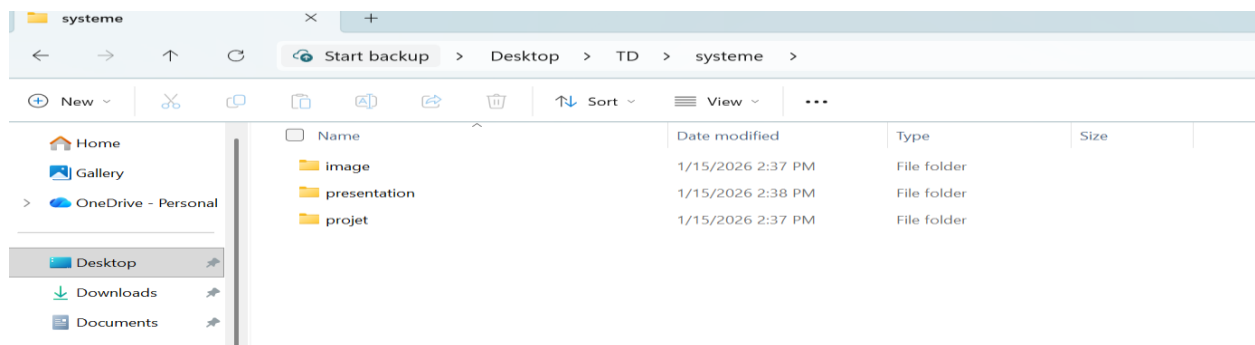 systeme
Start backup > Desktop > TD > systeme >
New Sort View ...
Home
Gallery
> OneDrive - Personal
Desktop
Downloads
Documents
Name Date modified Type Size
image 1/15/2026 2:37 PM File folder
presentation 1/15/2026 2:38 PM File folder
projet 1/15/2026 2:37 PM File folder